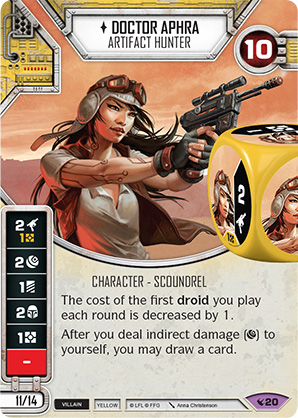 DOCTOR APHRA
ARTIFACT HUNTER
10
2
1
2
1
2
1
–
2
CHARACTER - SCOUNDREL
The cost of the first droid you play
each round is decreased by 1.
After you deal indirect damage ( ) to
yourself, you may draw a card.
11/14
VILLAIN
YELLOW
© LFL © FFG
Anna Christenson
20